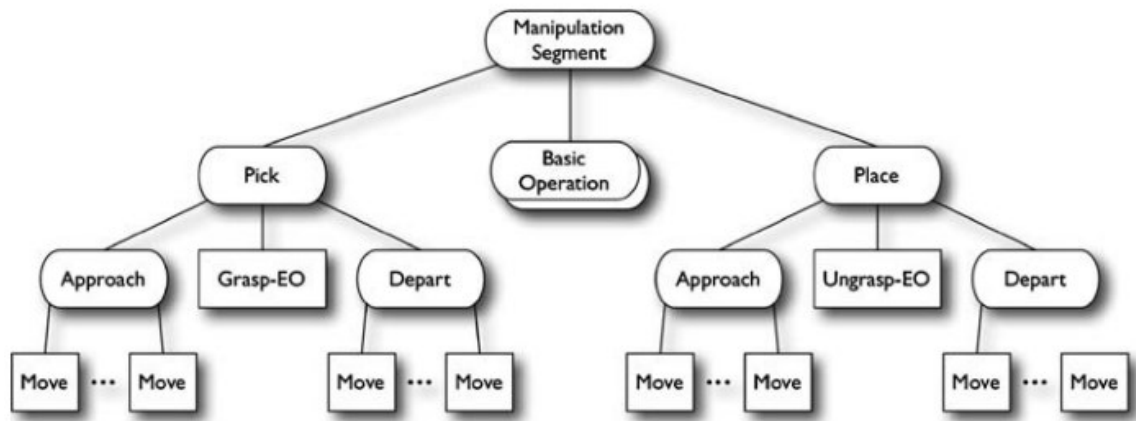 Manipulation
Segment
Pick
Basic
Operation
Place
Approach
Grasp-EO
Depart
Approach
Ungrasp-EO
Depart
Move ••• Move
Move ••• Move
Move ••• Move
Move ••• Move